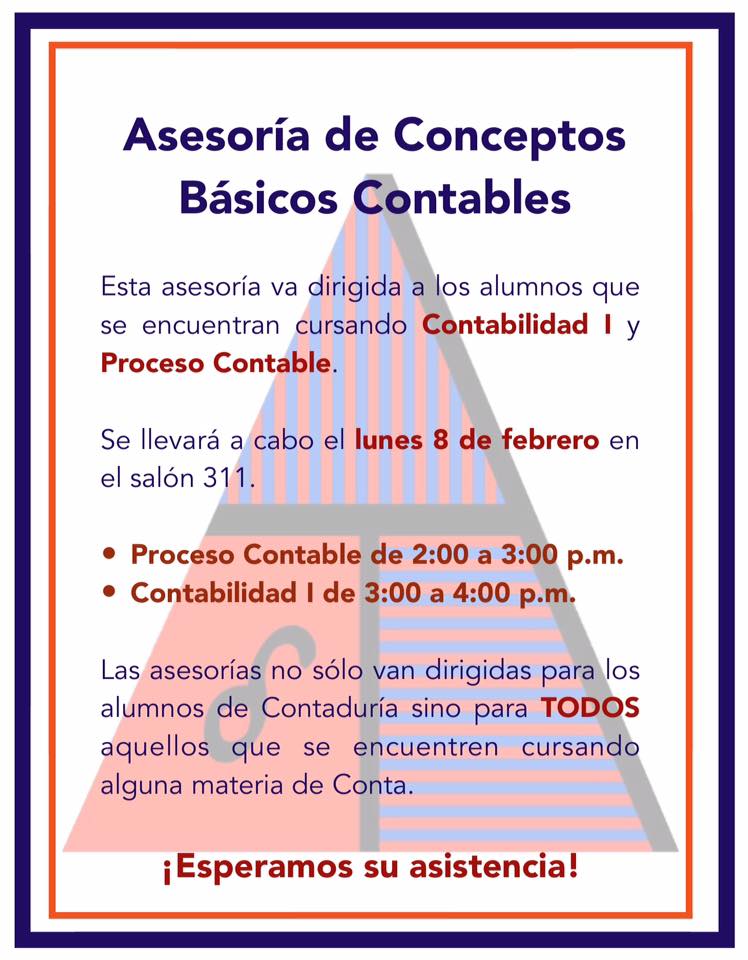 Asesoría de Conceptos
Básicos Contables
Esta asesoría va dirigida a los alumnos que
se encuentran cursando Contabilidad I y
Proceso Contable.
Se llevará a cabo el lunes 8 de febrero en
el salón 311.
• Proceso Contable de 2:00 a 3:00 p.m.
• Contabilidad I de 3:00 a 4:00 p.m.
Las asesorías no sólo van dirigidas para los
alumnos de Contaduría sino para TODOS
aquellos que se encuentren cursando
alguna materia de Conta.
¡Esperamos su asistencia!